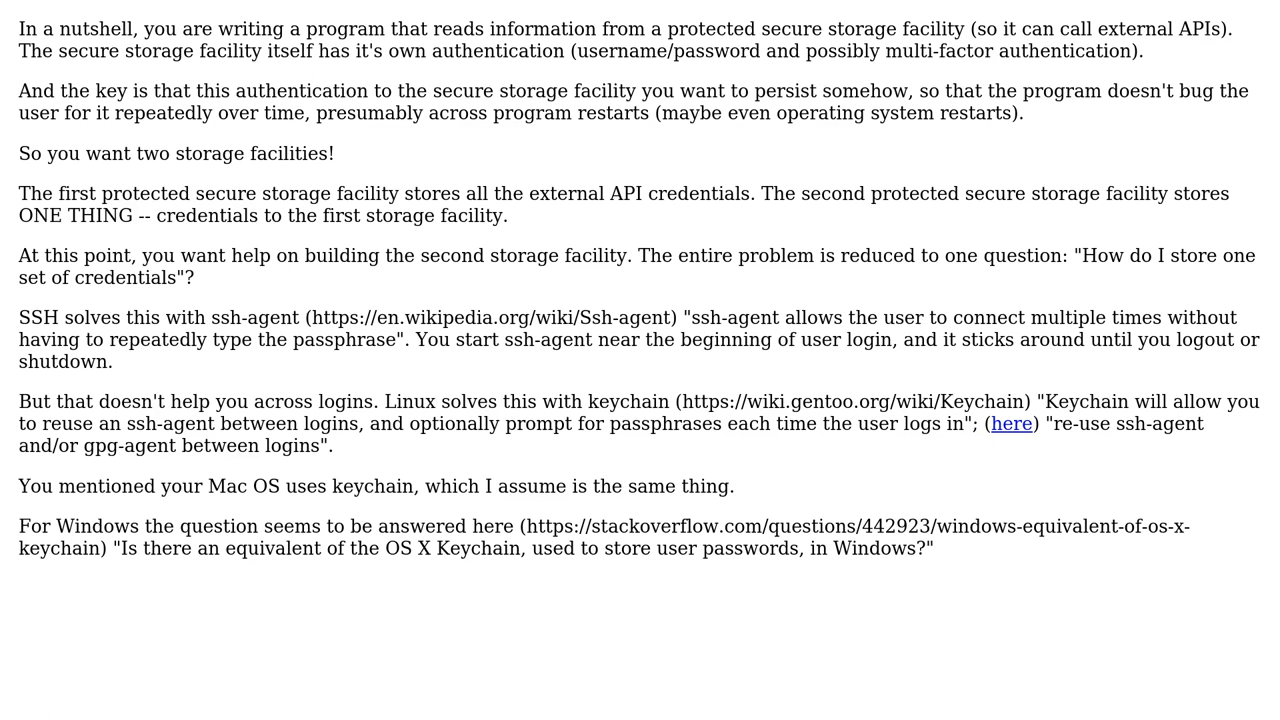 In a nutshell, you are writing a program that reads information from a protected secure storage facility (so it can call external APIs).
The secure storage facility itself has it's own authentication (username/password and possibly multi-factor authentication).
And the key is that this authentication to the secure storage facility you want to persist somehow, so that the program doesn't bug the
user for it repeatedly over time, presumably across program restarts (maybe even operating system restarts).
So you want two storage facilities!
The first protected secure storage facility stores all the external API credentials. The second protected secure storage facility stores
ONE THING -- credentials to the first storage facility.
At this point, you want help on building the second storage facility. The entire problem is reduced to one question: "How do I store one
set of credentials"?
SSH solves this with ssh-agent (https://en.wikipedia.org/wiki/Ssh-agent) "ssh-agent allows the user to connect multiple times without
having to repeatedly type the passphrase". You start ssh-agent near the beginning of user login, and it sticks around until you logout or
shutdown.
But that doesn't help you across logins. Linux solves this with keychain (https://wiki.gentoo.org/wiki/Keychain) "Keychain will allow you
to reuse an ssh-agent between logins, and optionally prompt for passphrases each time the user logs in"; (here) "re-use ssh-agent
and/or gpg-agent between logins".
You mentioned your Mac OS uses keychain, which I assume is the same thing.
For Windows the question seems to be answered here (https://stackoverflow.com/questions/442923/windows-equivalent-of-os-x-
keychain) "Is there an equivalent of the OS X Keychain, used to store user passwords, in Windows?"